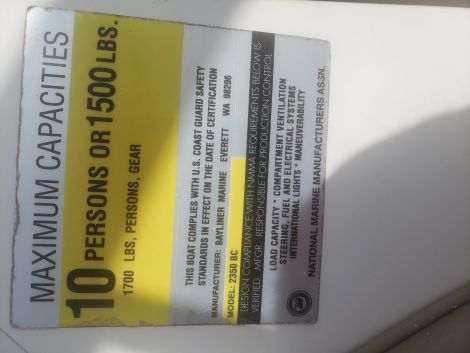 MAXIMUM CAPACITIES
10 PERSONS OR 1500 LBS.
1700 LBS, PERSONS, GEAR
THIS BOAT COMPLIES WITH U.S. COAST GUARD SAFETY
STANDARDS IN EFFECT ON THE DATE OF CERTIFICATION
MANUFACTURER: BAYLINER MARINE EVERETT WA 98206
MODEL: 2350 BC
DESIGN COMPLIANCE WITH NMMA REQUIREMENTS BELOW IS
VERIFIED. MFGR. RESPONSIBLE FOR PRODUCTION CONTROL
LOAD CAPACITY * COMPARTMENT VENTILATION
STEERING, FUEL AND ELECTRICAL SYSTEMS
INTERNATIONAL LIGHTS * MANEUVERABILITY
NATIONAL MARINE MANUFACTURERS ASSN.